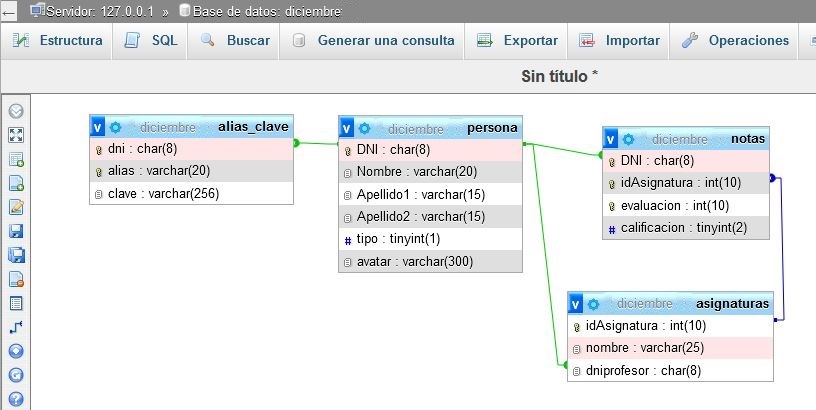 Servidor: 127.0.0.1 » Base de datos: diciembre
Estructura SQL Buscar Generar una consulta Exportar Importar Operaciones
Sin título *
v diciembre alias_clave
dni : char(8)
alias : varchar(20)
clave : varchar(256)
v diciembre persona
DNI : char(8)
Nombre : varchar(20)
Apellido1 : varchar(15)
Apellido2 : varchar(15)
# tipo : tinyint(1)
avatar : varchar(300)
v diciembre notas
DNI : char(8)
idAsignatura : int(10)
evaluacion : int(10)
# calificacion : tinyint(2)
v diciembre asignaturas
idAsignatura : int(10)
nombre : varchar(25)
dniprofesor : char(8)